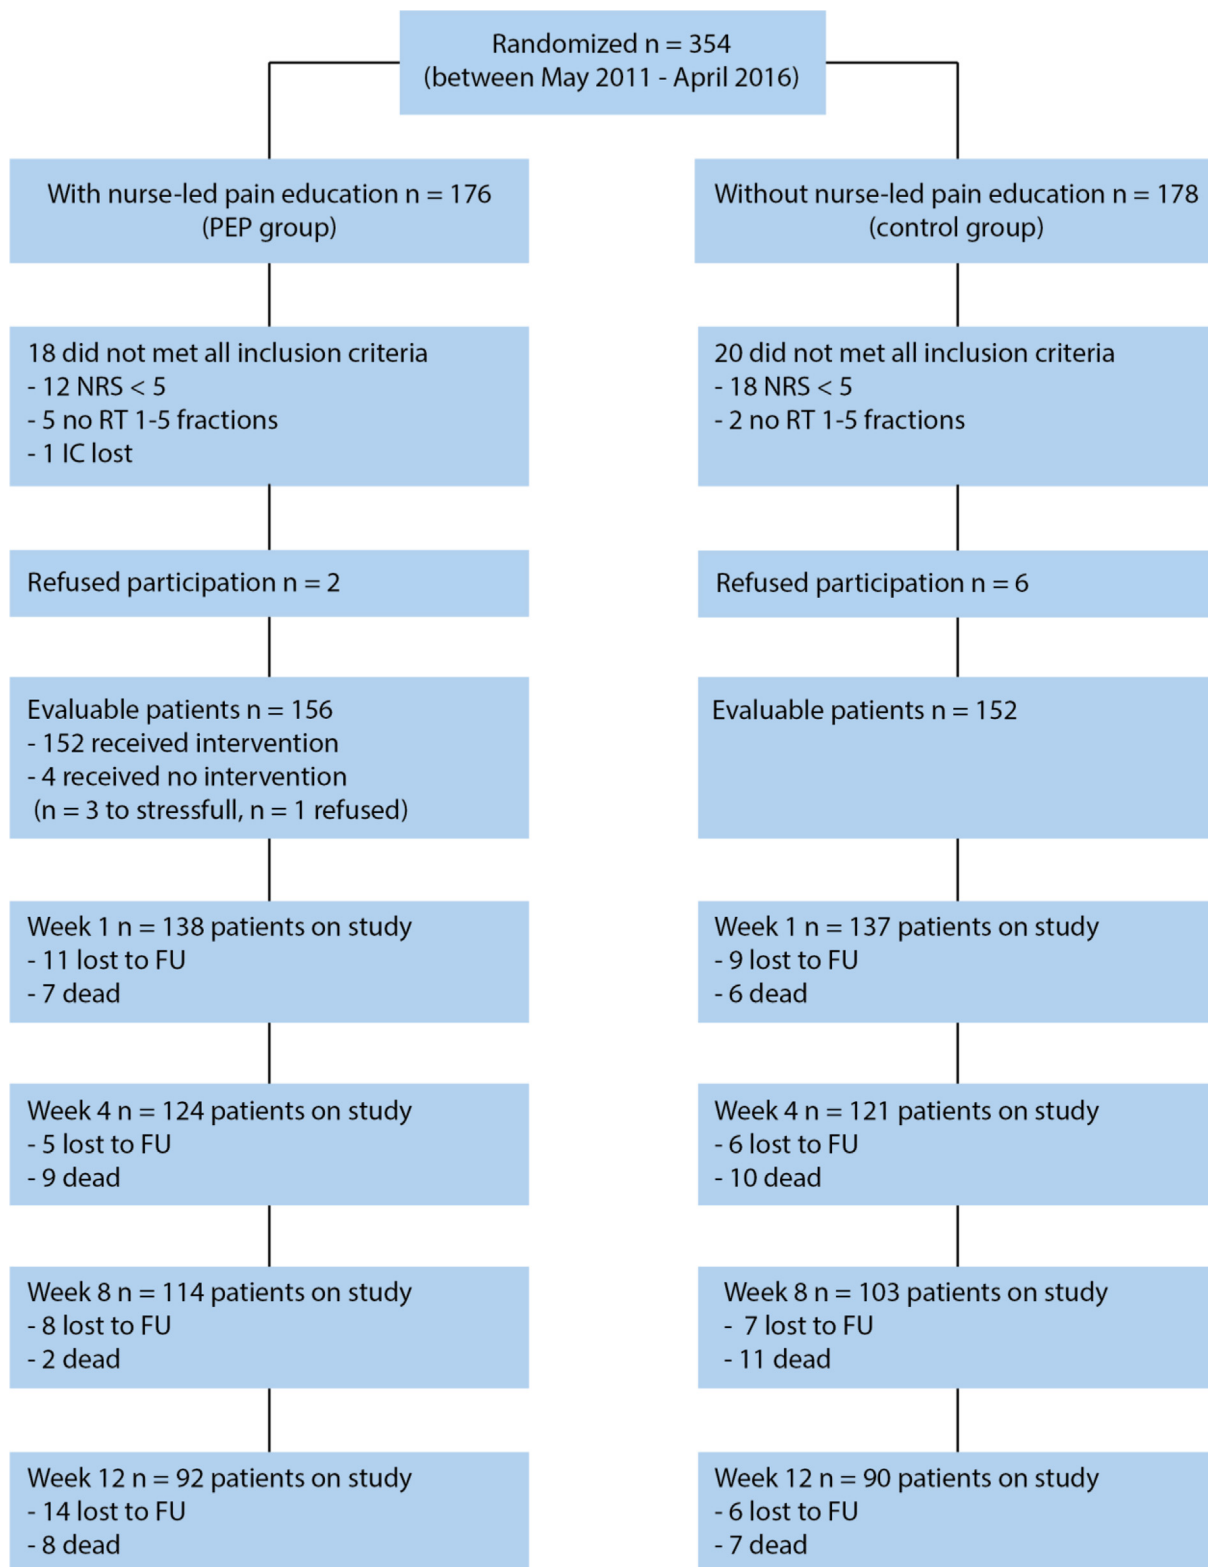 Randomized n = 354
(between May 2011 - April 2016)
With nurse-led pain education n = 176
(PEP group)
Without nurse-led pain education n = 178
(control group)
18 did not met all inclusion criteria
- 12 NRS < 5
- 5 no RT 1-5 fractions
- 1 IC lost
20 did not met all inclusion criteria
- 18 NRS < 5
- 2 no RT 1-5 fractions
Refused participation n = 2
Refused participation n = 6
Evaluable patients n = 156
- 152 received intervention
- 4 received no intervention
(n = 3 to stressfull, n = 1 refused)
Evaluable patients n = 152
Week 1 n = 138 patients on study
- 11 lost to FU
- 7 dead
Week 1 n = 137 patients on study
- 9 lost to FU
- 6 dead
Week 4 n = 124 patients on study
- 5 lost to FU
- 9 dead
Week 4 n = 121 patients on study
- 6 lost to FU
- 10 dead
Week 8 n = 114 patients on study
- 8 lost to FU
- 2 dead
Week 8 n = 103 patients on study
- 7 lost to FU
- 11 dead
Week 12 n = 92 patients on study
- 14 lost to FU
- 8 dead
Week 12 n = 90 patients on study
- 6 lost to FU
- 7 dead